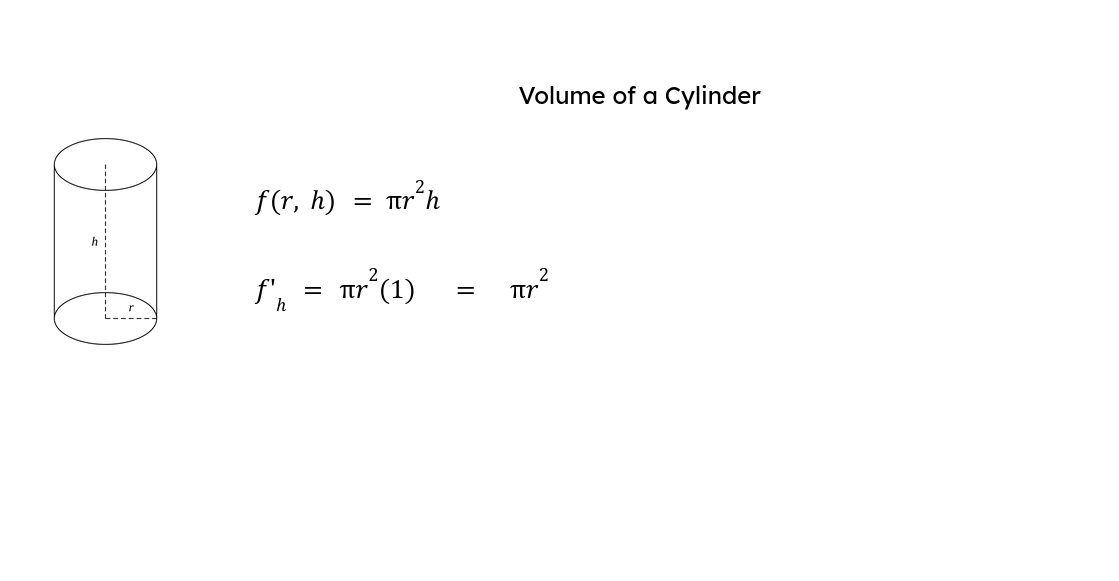 Volume of a Cylinder
f(r, h) = πr²h
h
f'ₕ = πr²(1) = πr²
r